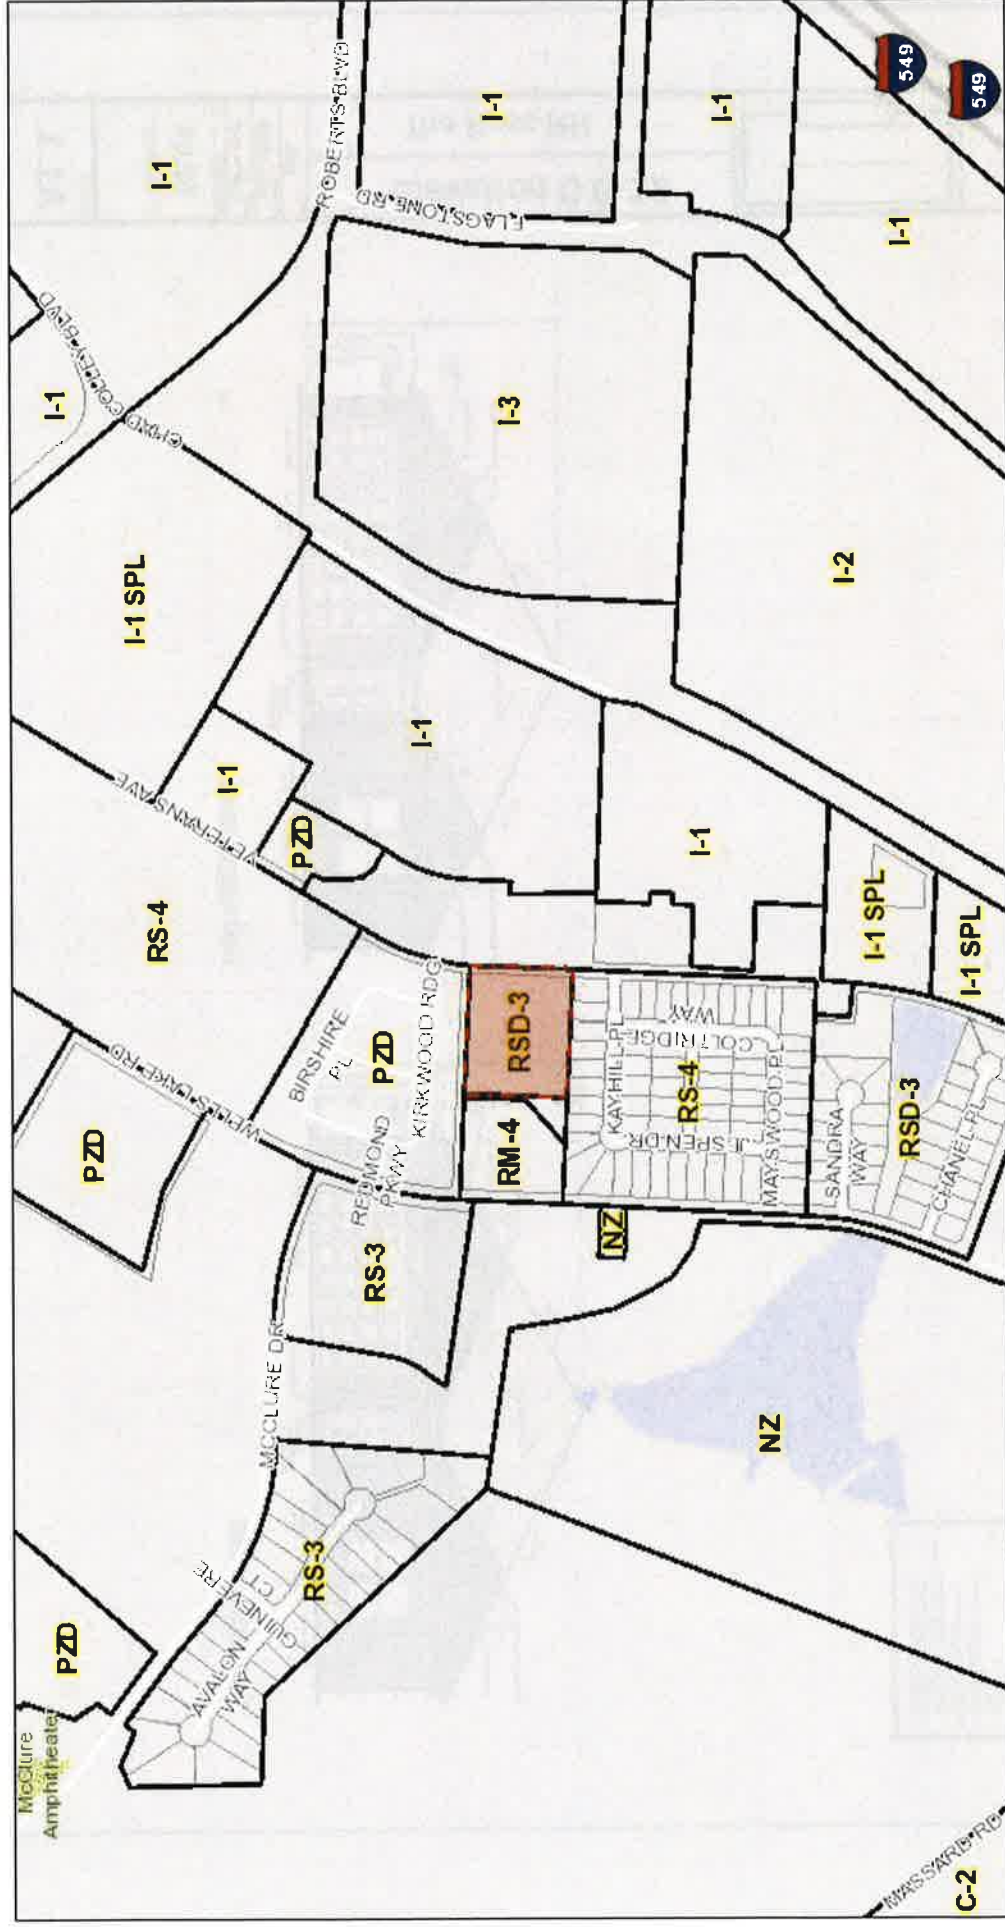 McClure
Amphitheater
PZD
AVALON
WAY
GUINEVERE
CT
RS-3
MCCLURE DR
PZD
WELLS LAKE RD
RS-3
REDMOND
PKWY
BIRSHIRE
PL
PZD
KIRKWOOD RDG
RS-4
VETERANS AVE
PZD
I-1
I-1 SPL
I-1
CHAD COLLEY BLVD
I-1
ROBERTS BLVD
FLAGSTONE RD
I-1
I-1
I-1
549
549
I-3
I-2
I-1
I-1
I-1 SPL
I-1 SPL
RSD-3
RM-4
NZ
KAYHILL PL
COLTRIDGE
WAY
RS-4
JESPEN DR
MAYSWOOD PL
LSANDRA
WAY
RSD-3
CHANEL PL
NZ
MASSARD RD
C-2